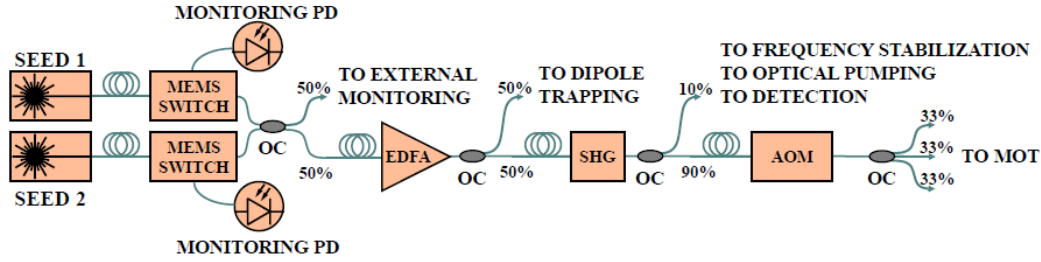 MONITORING PD
SEED 1
MEMS
SWITCH
50%
TO EXTERNAL
MONITORING
50%
TO DIPOLE
TRAPPING
10%
TO FREQUENCY STABILIZATION
TO OPTICAL PUMPING
TO DETECTION
33%
33%
33%
TO MOT
OC
EDFA
OC
SHG
OC
AOM
OC
50%
50%
90%
MEMS
SWITCH
SEED 2
MONITORING PD